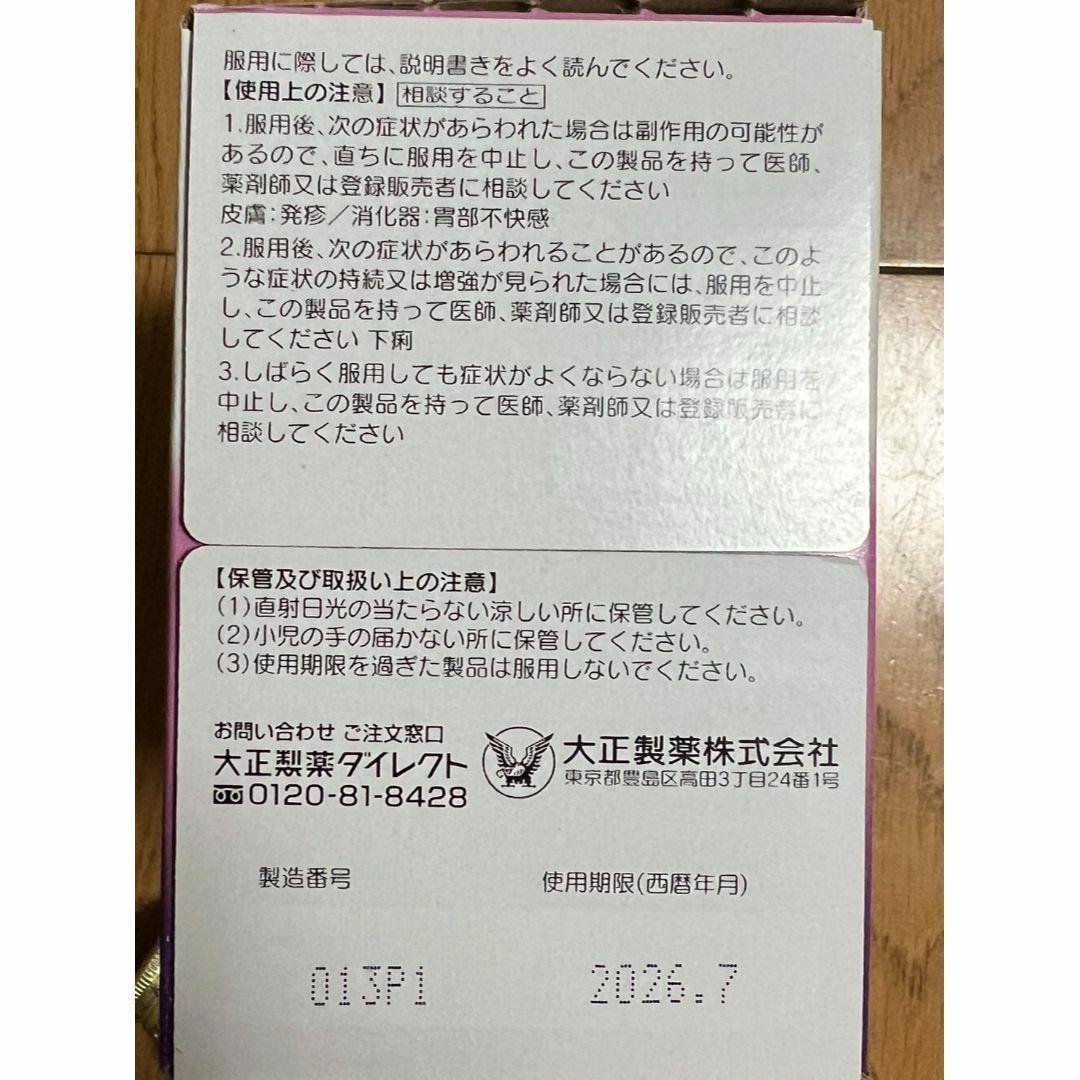 服用に際しては、説明書きをよく読んでください。
【使用上の注意】 相談すること
1.服用後、次の症状があらわれた場合は副作用の可能性が
あるので、直ちに服用を中止し、この製品を持って医師、
薬剤師又は登録販売者に相談してください
皮膚:発疹/消化器:胃部不快感
2.服用後、次の症状があらわれることがあるので、このよ
うな症状の持続又は増強が見られた場合には、服用を中止
し、この製品を持って医師、薬剤師又は登録販売者に相談
してください 下痢
3.しばらく服用しても症状がよくならない場合は服用を
中止し、この製品を持って医師、薬剤師又は登録販売者に
相談してください
【保管及び取扱い上の注意】
(1)直射日光の当たらない涼しい所に保管してください。
(2)小児の手の届かない所に保管してください。
(3)使用期限を過ぎた製品は服用しないでください。
お問い合わせ ご注文窓口
大正製薬ダイレクト
0120-81-8428
大正製薬株式会社
東京都豊島区高田3丁目24番1号
製造番号
使用期限(西暦年月)
013P1
2026.7